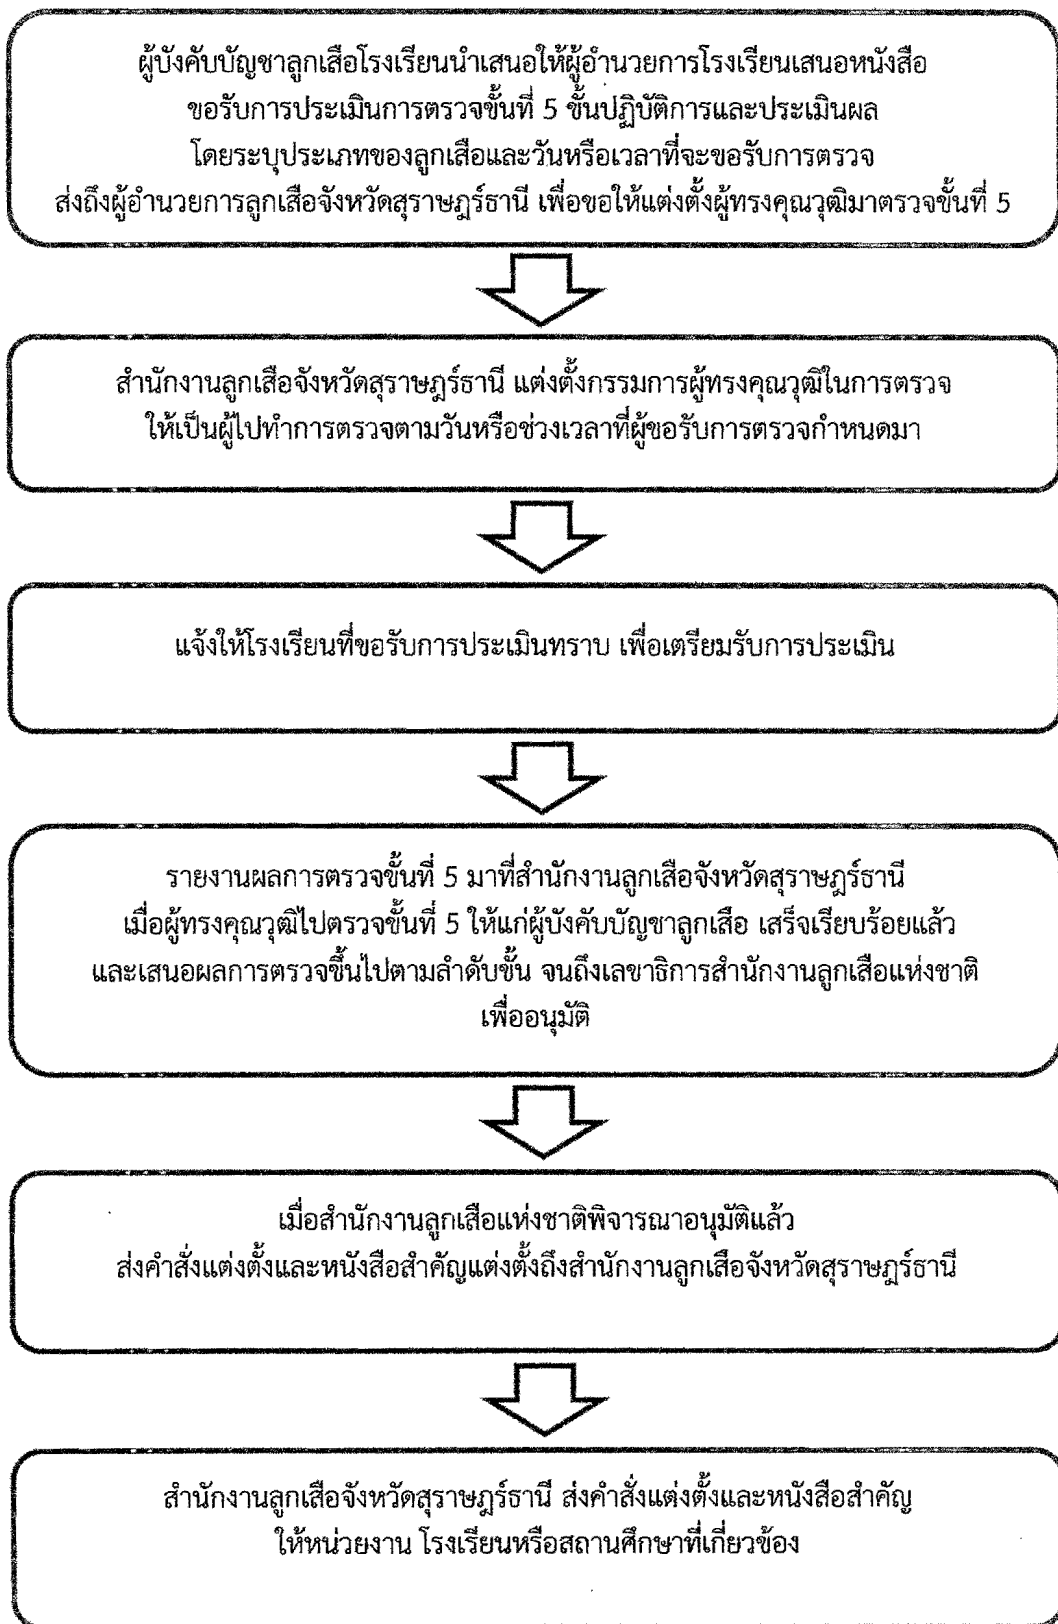 ผู้บังคับบัญชาลูกเสือโรงเรียนนำเสนอให้ผู้อำนวยการโรงเรียนเสนอหนังสือ
ขอรับการประเมินการตรวจขั้นที่ 5 ขั้นปฏิบัติการและประเมินผล
โดยระบุประเภทของลูกเสือและวันหรือเวลาที่จะขอรับการตรวจ
ส่งถึงผู้อำนวยการลูกเสือจังหวัดสุราษฎร์ธานี เพื่อขอให้แต่งตั้งผู้ทรงคุณวุฒิมาตรวจขั้นที่ 5
สำนักงานลูกเสือจังหวัดสุราษฎร์ธานี แต่งตั้งกรรมการผู้ทรงคุณวุฒิในการตรวจ
ให้เป็นผู้ไปทำการตรวจตามวันหรือช่วงเวลาที่ผู้ขอรับการตรวจกำหนดมา
แจ้งให้โรงเรียนที่ขอรับการประเมินทราบ เพื่อเตรียมรับการประเมิน
รายงานผลการตรวจขั้นที่ 5 มาที่สำนักงานลูกเสือจังหวัดสุราษฎร์ธานี
เมื่อผู้ทรงคุณวุฒิไปตรวจขั้นที่ 5 ให้แก่ผู้บังคับบัญชาลูกเสือ เสร็จเรียบร้อยแล้ว
และเสนอผลการตรวจขึ้นไปตามลำดับขั้น จนถึงเลขาธิการสำนักงานลูกเสือแห่งชาติ
เพื่ออนุมัติ
เมื่อสำนักงานลูกเสือแห่งชาติพิจารณาอนุมัติแล้ว
ส่งคำสั่งแต่งตั้งและหนังสือสำคัญแต่งตั้งถึงสำนักงานลูกเสือจังหวัดสุราษฎร์ธานี
สำนักงานลูกเสือจังหวัดสุราษฎร์ธานี ส่งคำสั่งแต่งตั้งและหนังสือสำคัญ
ให้หน่วยงาน โรงเรียนหรือสถานศึกษาที่เกี่ยวข้อง